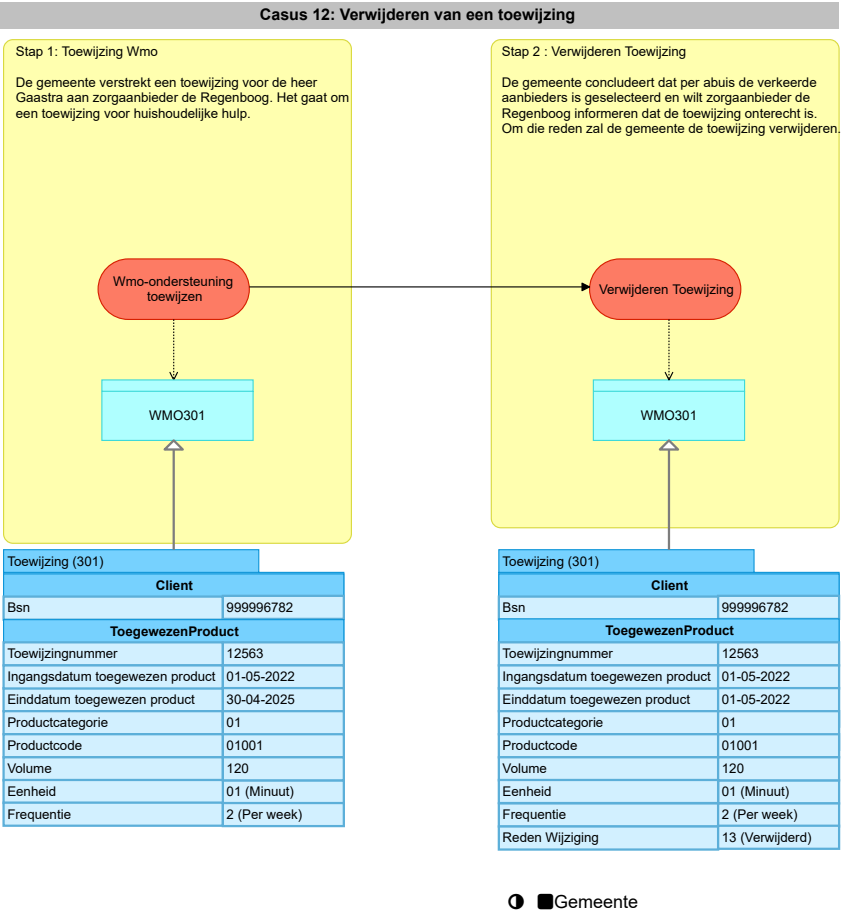 Casus 12: Verwijderen van een toewijzing
Stap 1: Toewijzing Wmo
De gemeente verstrekt een toewijzing voor de heer
Gaastra aan zorgaanbieder de Regenboog. Het gaat om
een toewijzing voor huishoudelijke hulp.
Wmo-ondersteuning
toewijzen
WMO301
Toewijzing (301)
Client
Bsn 999996782
ToegewezenProduct
Toewijzingnummer 12563
Ingangsdatum toegewezen product 01-05-2022
Einddatum toegewezen product 30-04-2025
Productcategorie 01
Productcode 01001
Volume 120
Eenheid 01 (Minuut)
Frequentie 2 (Per week)
Stap 2 : Verwijderen Toewijzing
De gemeente concludeert dat per abuis de verkeerde
aanbieders is geselecteerd en wilt zorgaanbieder de
Regenboog informeren dat de toewijzing onterecht is.
Om die reden zal de gemeente de toewijzing verwijderen.
Verwijderen Toewijzing
WMO301
Toewijzing (301)
Client
Bsn 999996782
ToegewezenProduct
Toewijzingnummer 12563
Ingangsdatum toegewezen product 01-05-2022
Einddatum toegewezen product 01-05-2022
Productcategorie 01
Productcode 01001
Volume 120
Eenheid 01 (Minuut)
Frequentie 2 (Per week)
Reden Wijziging 13 (Verwijderd)
Gemeente